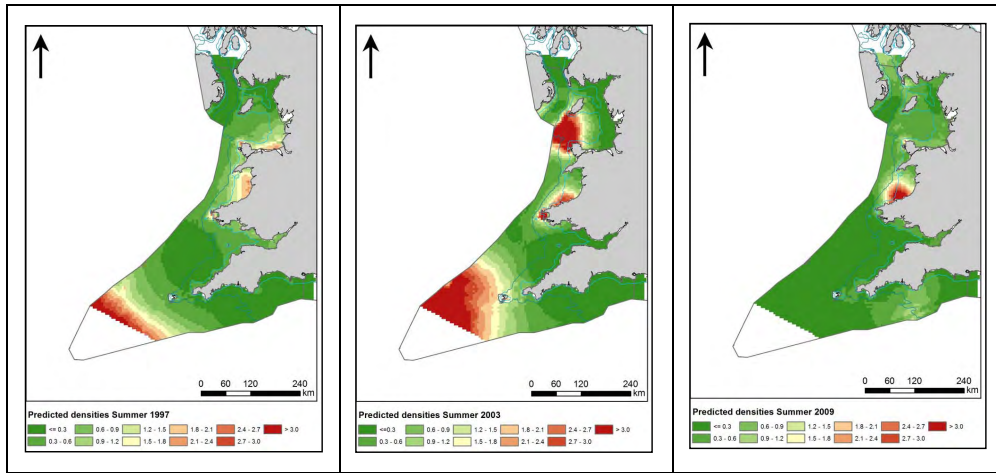 0 60 120 240
km
Predicted densities Summer 1997
<= 0.3 0.6 - 0.9 1.2 - 1.5 1.8 - 2.1 2.4 - 2.7 > 3.0
0.3 - 0.6 0.9 - 1.2 1.5 - 1.8 2.1 - 2.4 2.7 - 3.0
0 60 120 240
km
Predicted densities Summer 2003
<=0.3 0.6 - 0.9 1.2 - 1.5 1.8 - 2.1 2.4 - 2.7 > 3.0
0.3 - 0.6 0.9 - 1.2 1.5 - 1.8 2.1 - 2.4 2.7 - 3.0
0 60 120 240
km
Predicted densities Summer 2009
<= 0.3 0.6 - 0.9 1.2 - 1.5 1.8 - 2.1 2.4 - 2.7 > 3.0
0.3 - 0.6 0.9 - 1.2 1.5 - 1.8 2.1 - 2.4 2.7 - 3.0